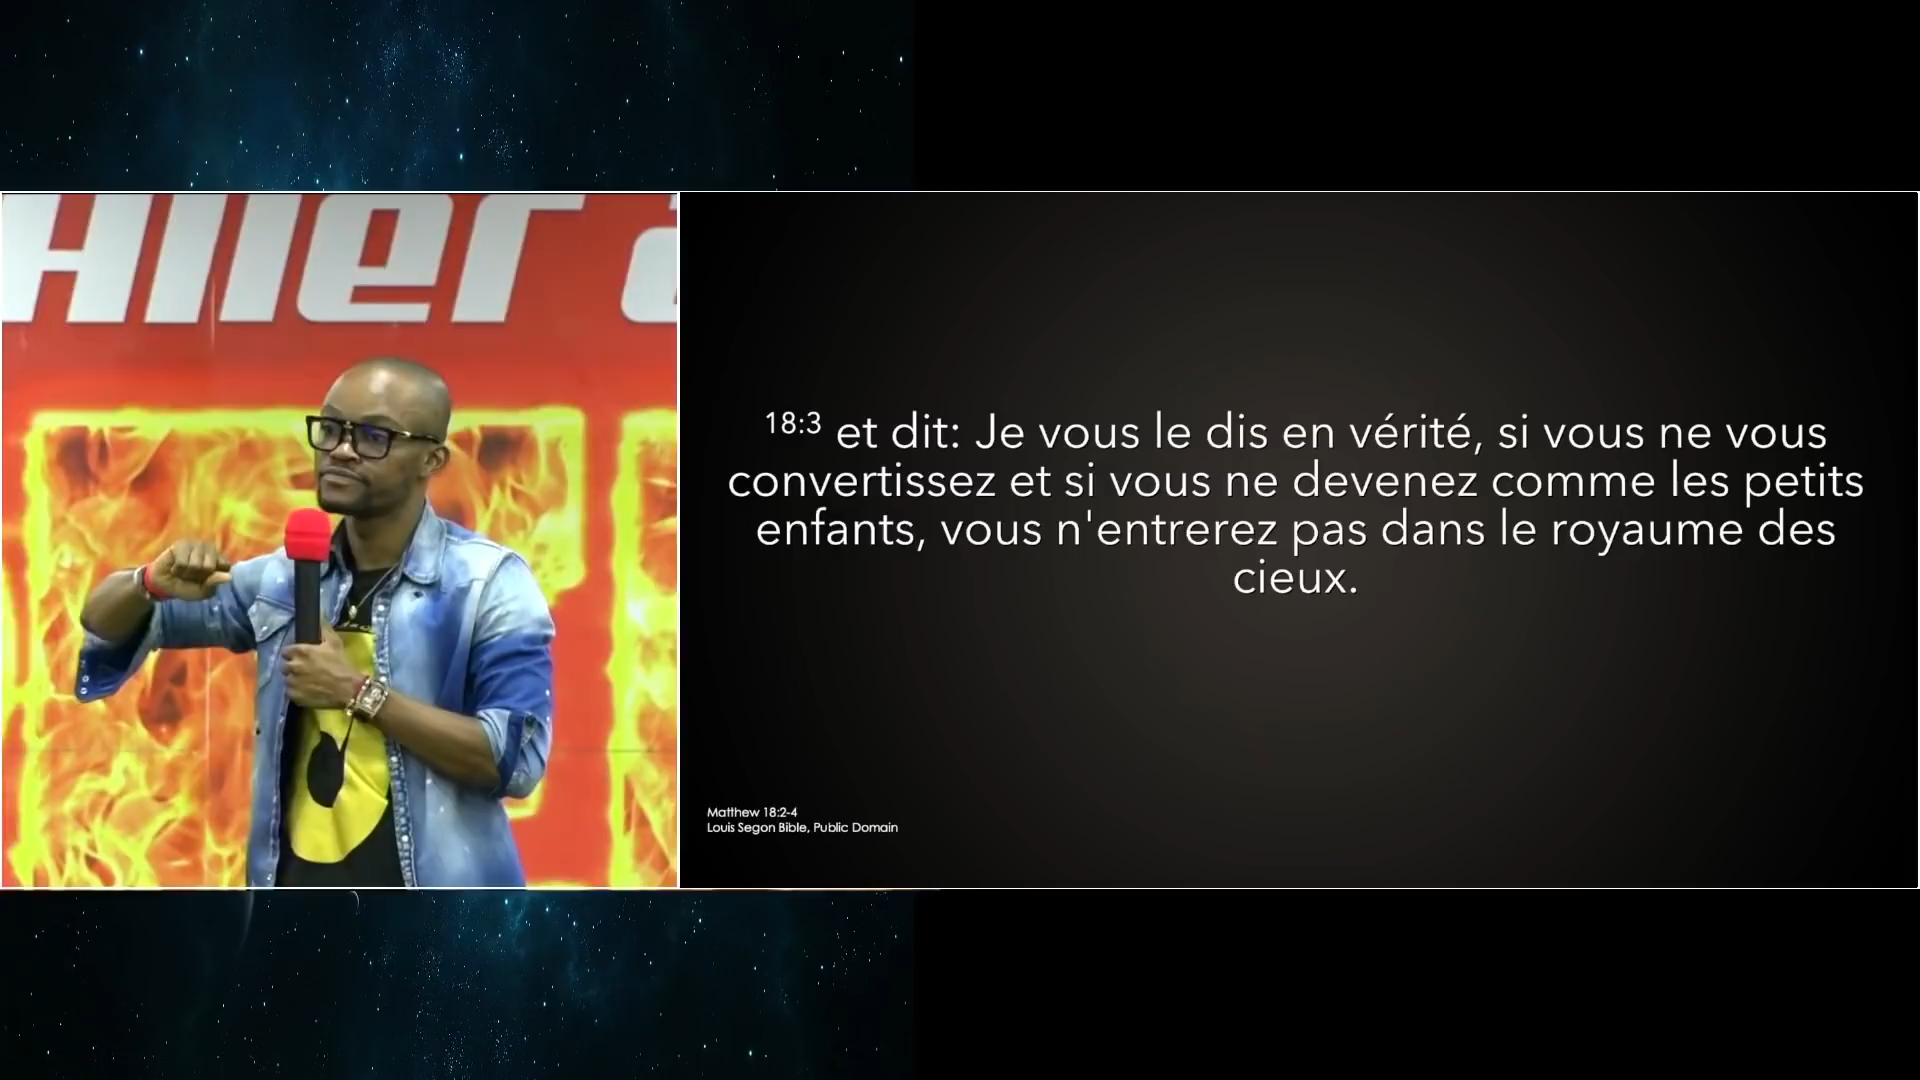 Aller
18:3 et dit: Je vous le dis en vérité, si vous ne vous
convertissez et si vous ne devenez comme les petits
enfants, vous n'entrerez pas dans le royaume des
cieux.
Matthew 18:2-4
Louis Segon Bible, Public Domain